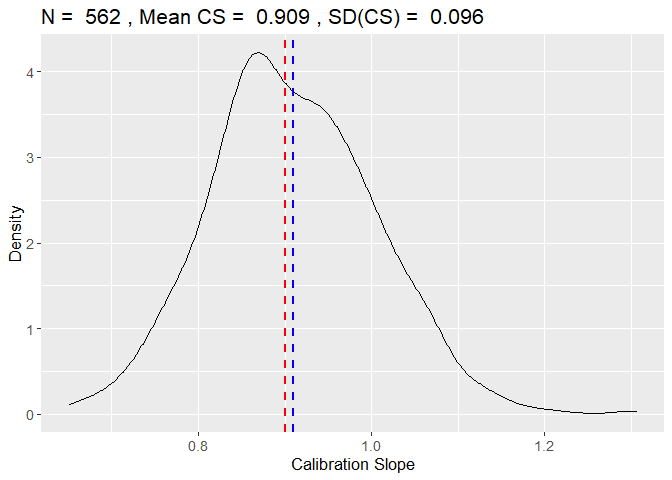 N =  562 , Mean CS =  0.909 , SD(CS) =  0.096
4
3
2
1
0
Density
0.8
1.0
1.2
Calibration Slope